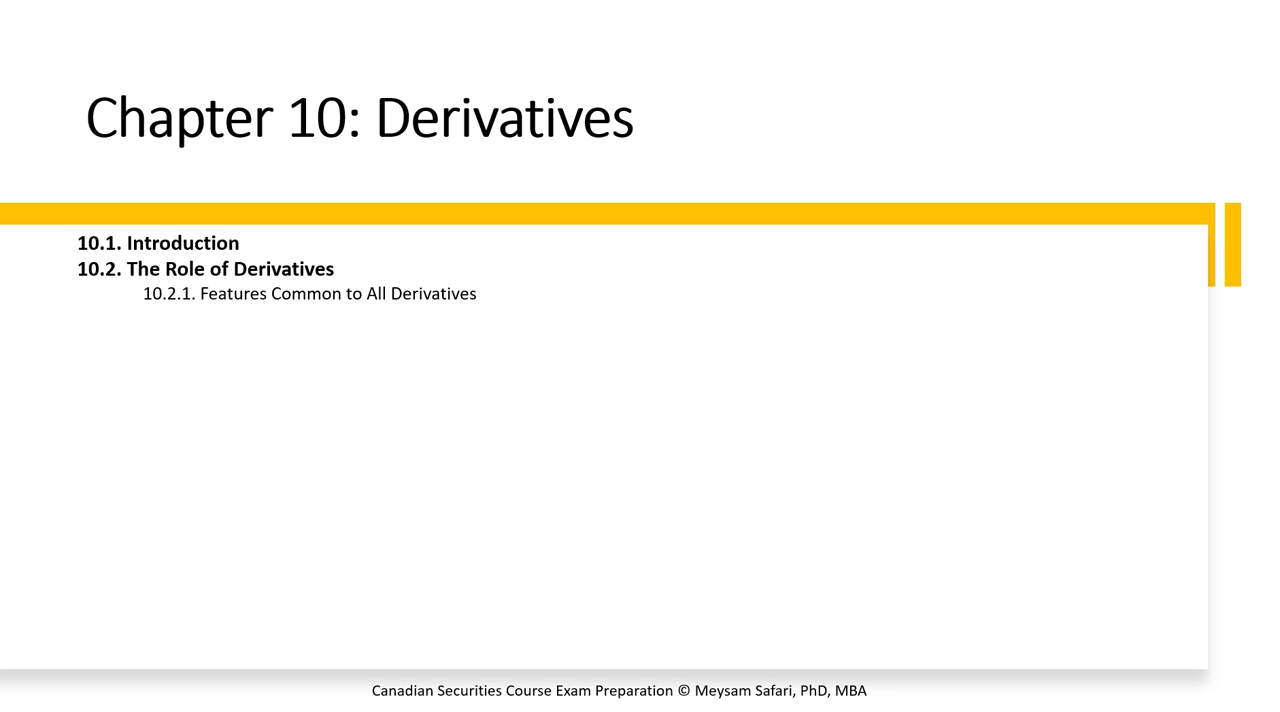 Chapter 10: Derivatives
10.1. Introduction
10.2. The Role of Derivatives
10.2.1. Features Common to All Derivatives
Canadian Securities Course Exam Preparation © Meysam Safari, PhD, MBA